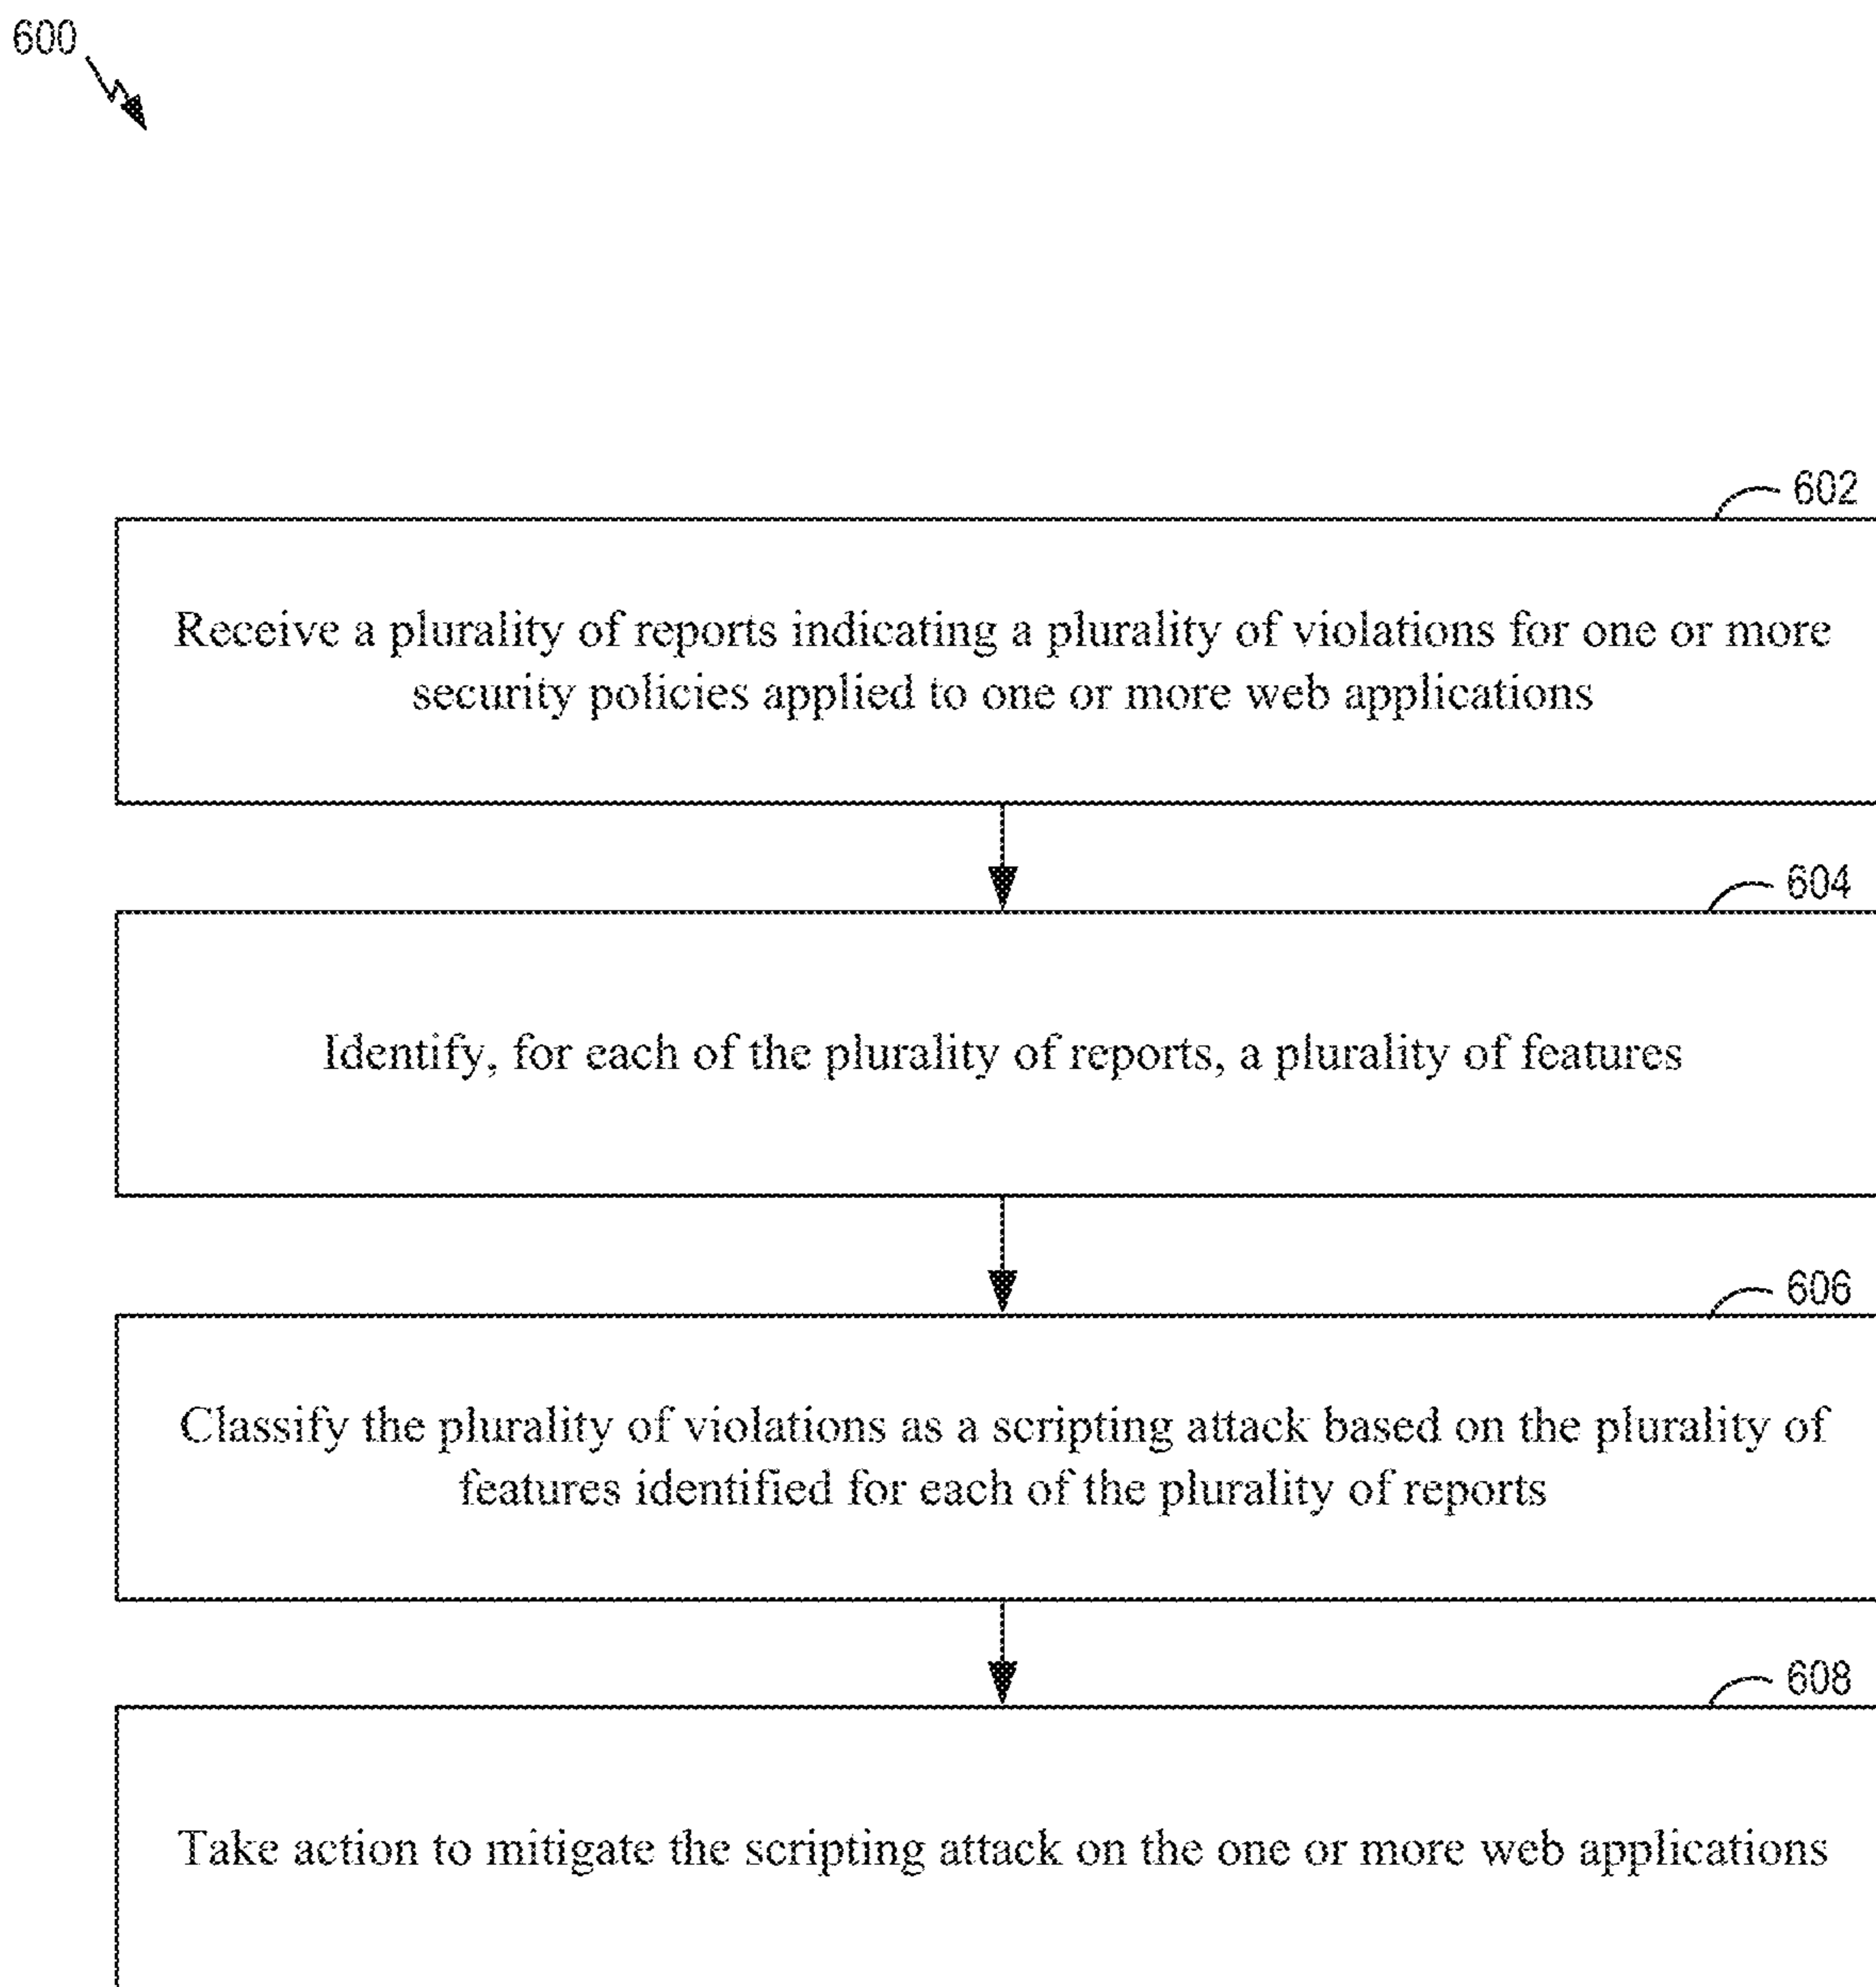 600
602
Receive a plurality of reports indicating a plurality of violations for one or more
security policies applied to one or more web applications
604
Identify, for each of the plurality of reports, a plurality of features
606
Classify the plurality of violations as a scripting attack based on the plurality of
features identified for each of the plurality of reports
608
Take action to mitigate the scripting attack on the one or more web applications